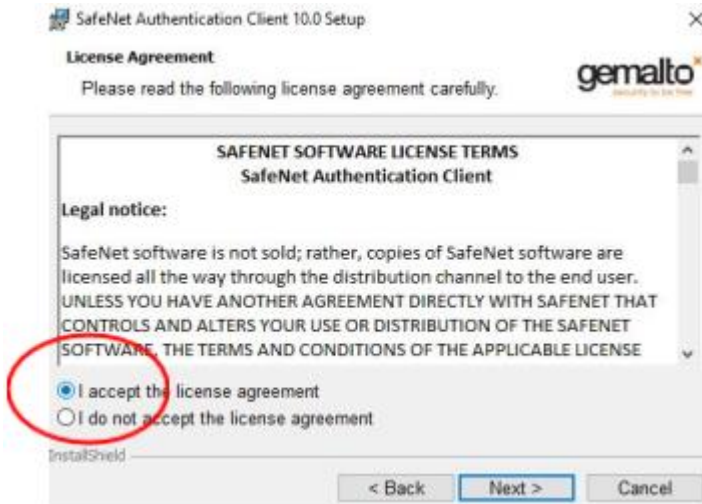 SafeNet Authentication Client 10.0 Setup
License Agreement
Please read the following license agreement carefully.
gemalto
security to be free
SAFENET SOFTWARE LICENSE TERMS
SafeNet Authentication Client
Legal notice:
SafeNet software is not sold; rather, copies of SafeNet software are
licensed all the way through the distribution channel to the end user.
UNLESS YOU HAVE ANOTHER AGREEMENT DIRECTLY WITH SAFENET THAT
CONTROLS AND ALTERS YOUR USE OR DISTRIBUTION OF THE SAFENET
SOFTWARE, THE TERMS AND CONDITIONS OF THE APPLICABLE LICENSE
I accept the license agreement
I do not accept the license agreement
InstallShield
< Back Next > Cancel